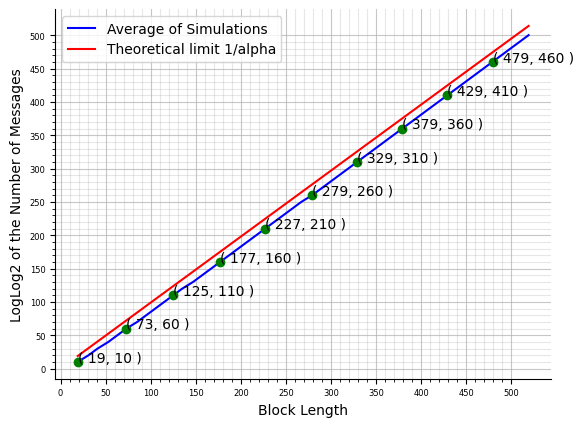 Average of Simulations
Theoretical limit 1/alpha
LogLog2 of the Number of Messages
500
450
400
350
300
250
200
150
100
50
0
( 479, 460 )
( 429, 410 )
( 379, 360 )
( 329, 310 )
( 279, 260 )
( 227, 210 )
( 177, 160 )
( 125, 110 )
( 73, 60 )
( 19, 10 )
0 50 100 150 200 250 300 350 400 450 500
Block Length